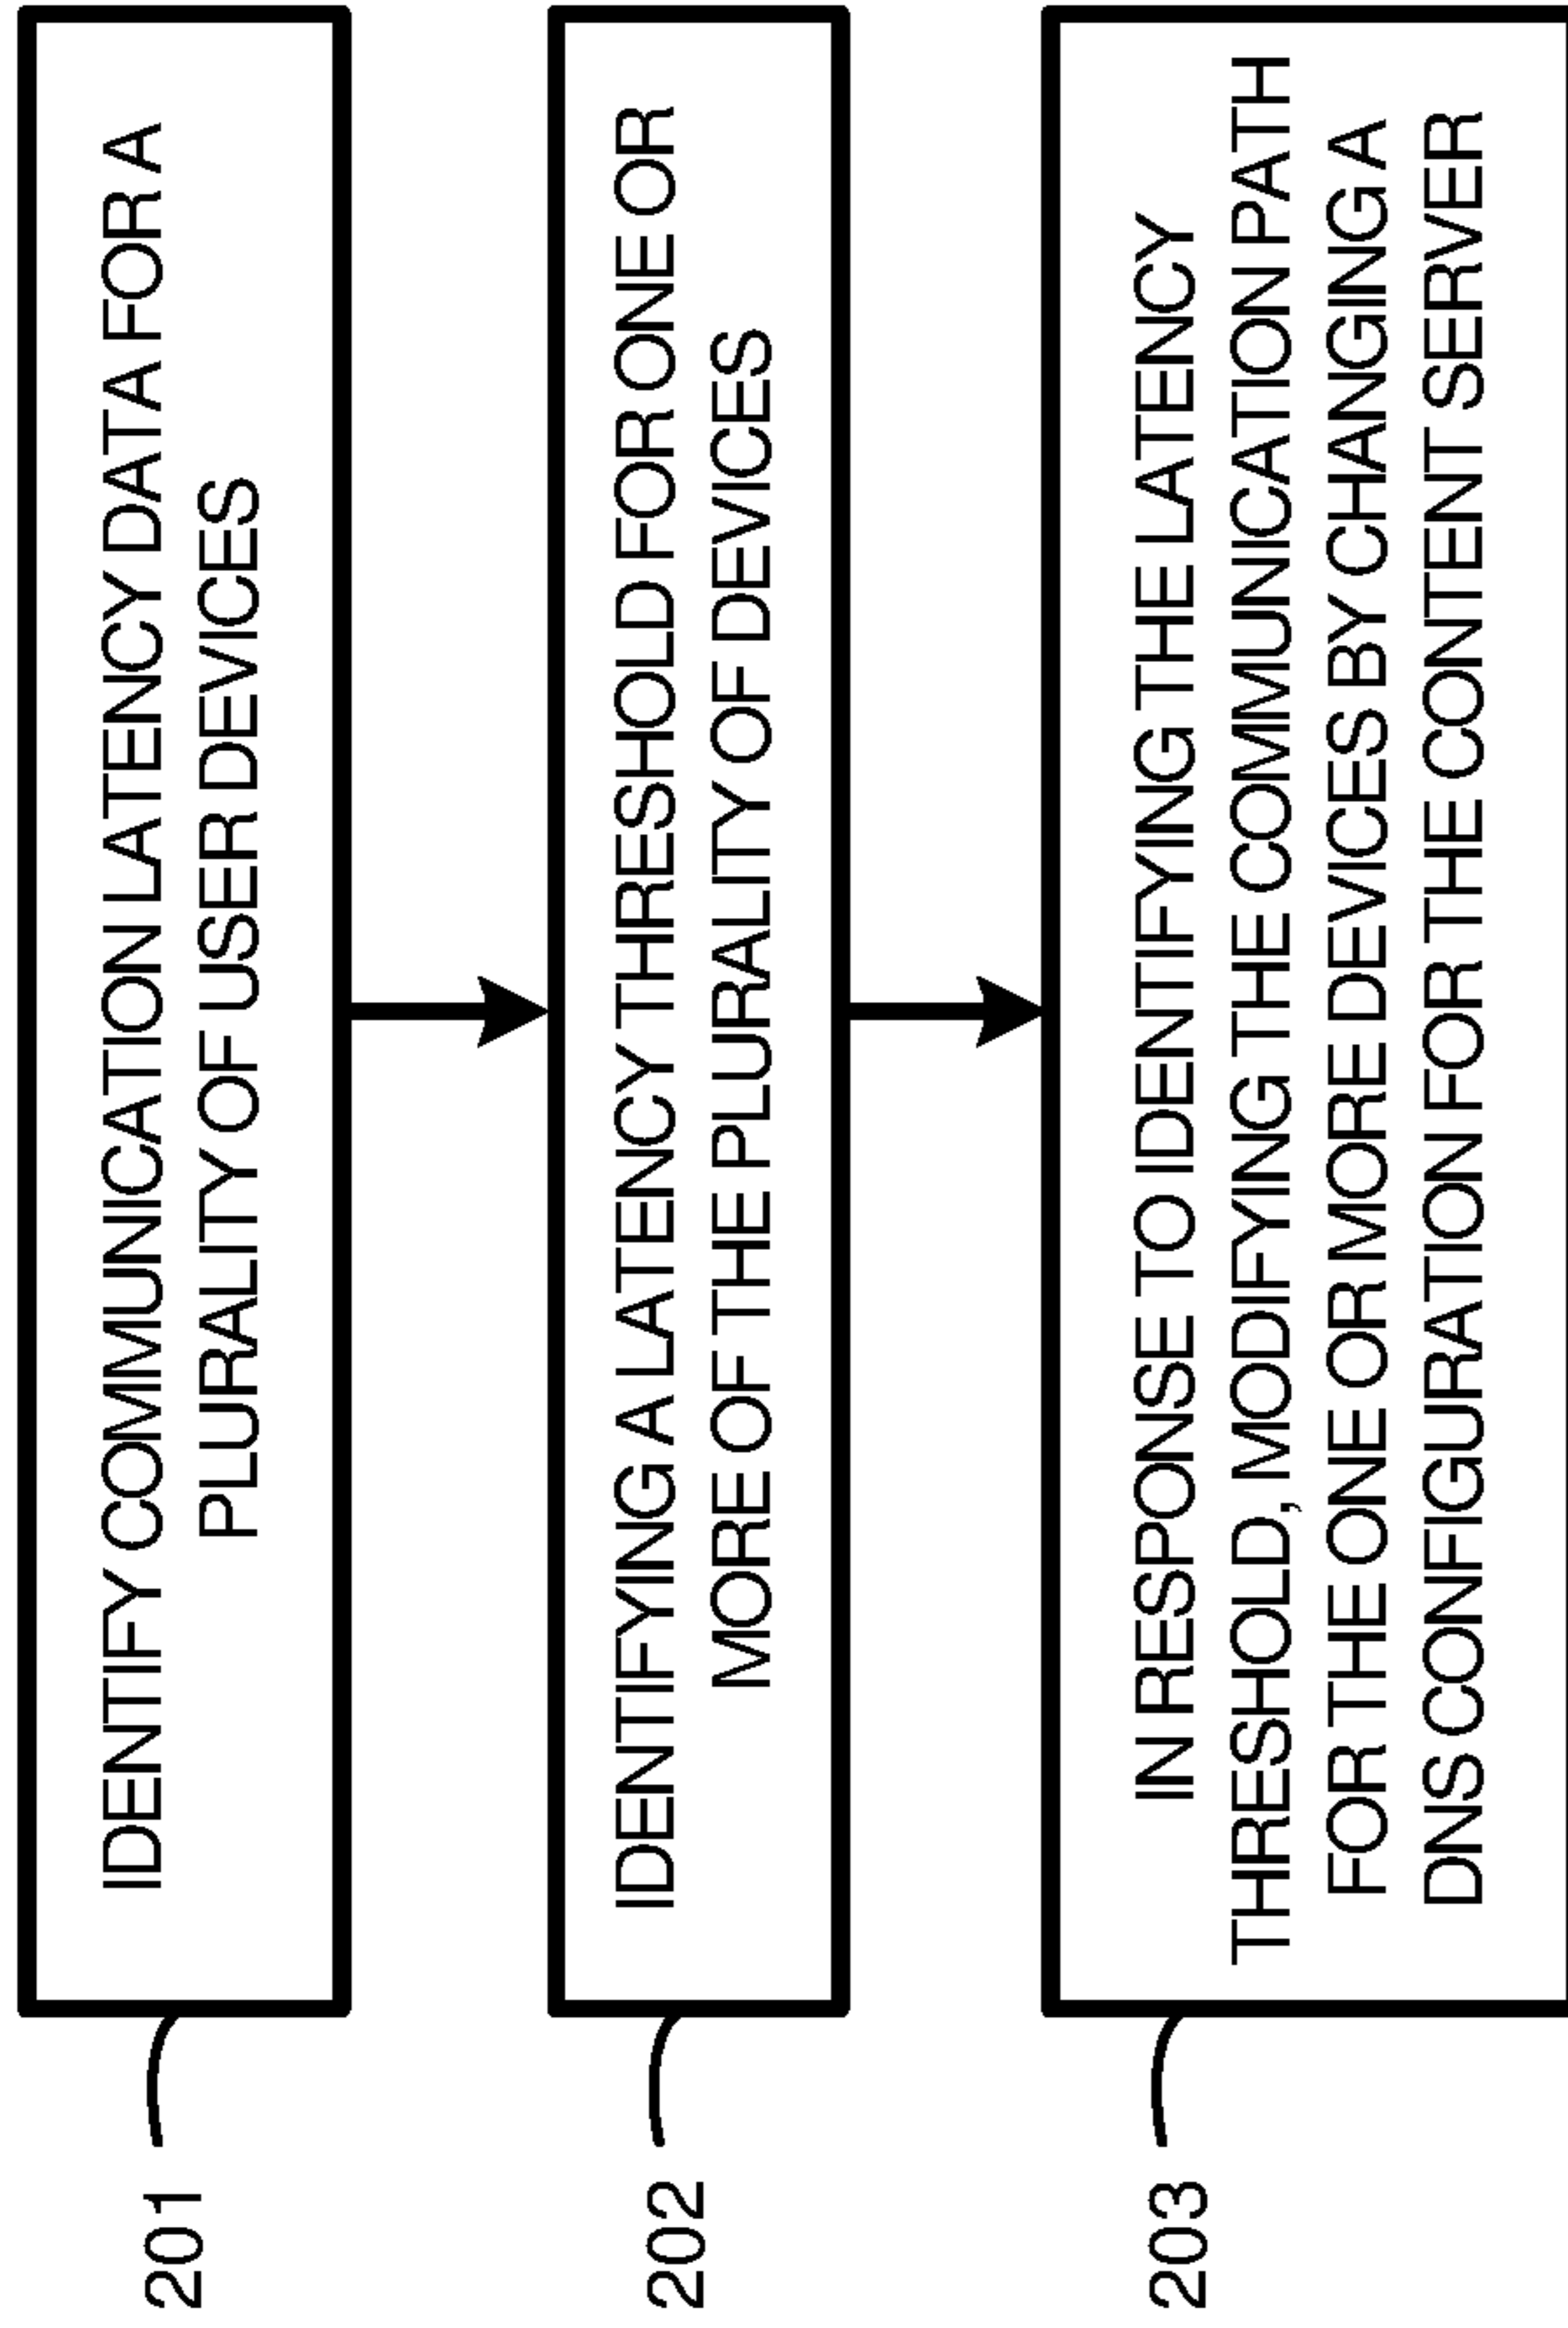 201
IDENTIFY COMMUNICATION LATENCY DATA FOR A
PLURALITY OF USER DEVICES
202
IDENTIFYING A LATENCY THRESHOLD FOR ONE OR
MORE OF THE PLURALITY OF DEVICES
203
IN RESPONSE TO IDENTIFYING THE LATENCY
THRESHOLD, MODIFYING THE COMMUNICATION PATH
FOR THE ONE OR MORE DEVICES BY CHANGING A
DNS CONFIGURATION FOR THE CONTENT SERVER